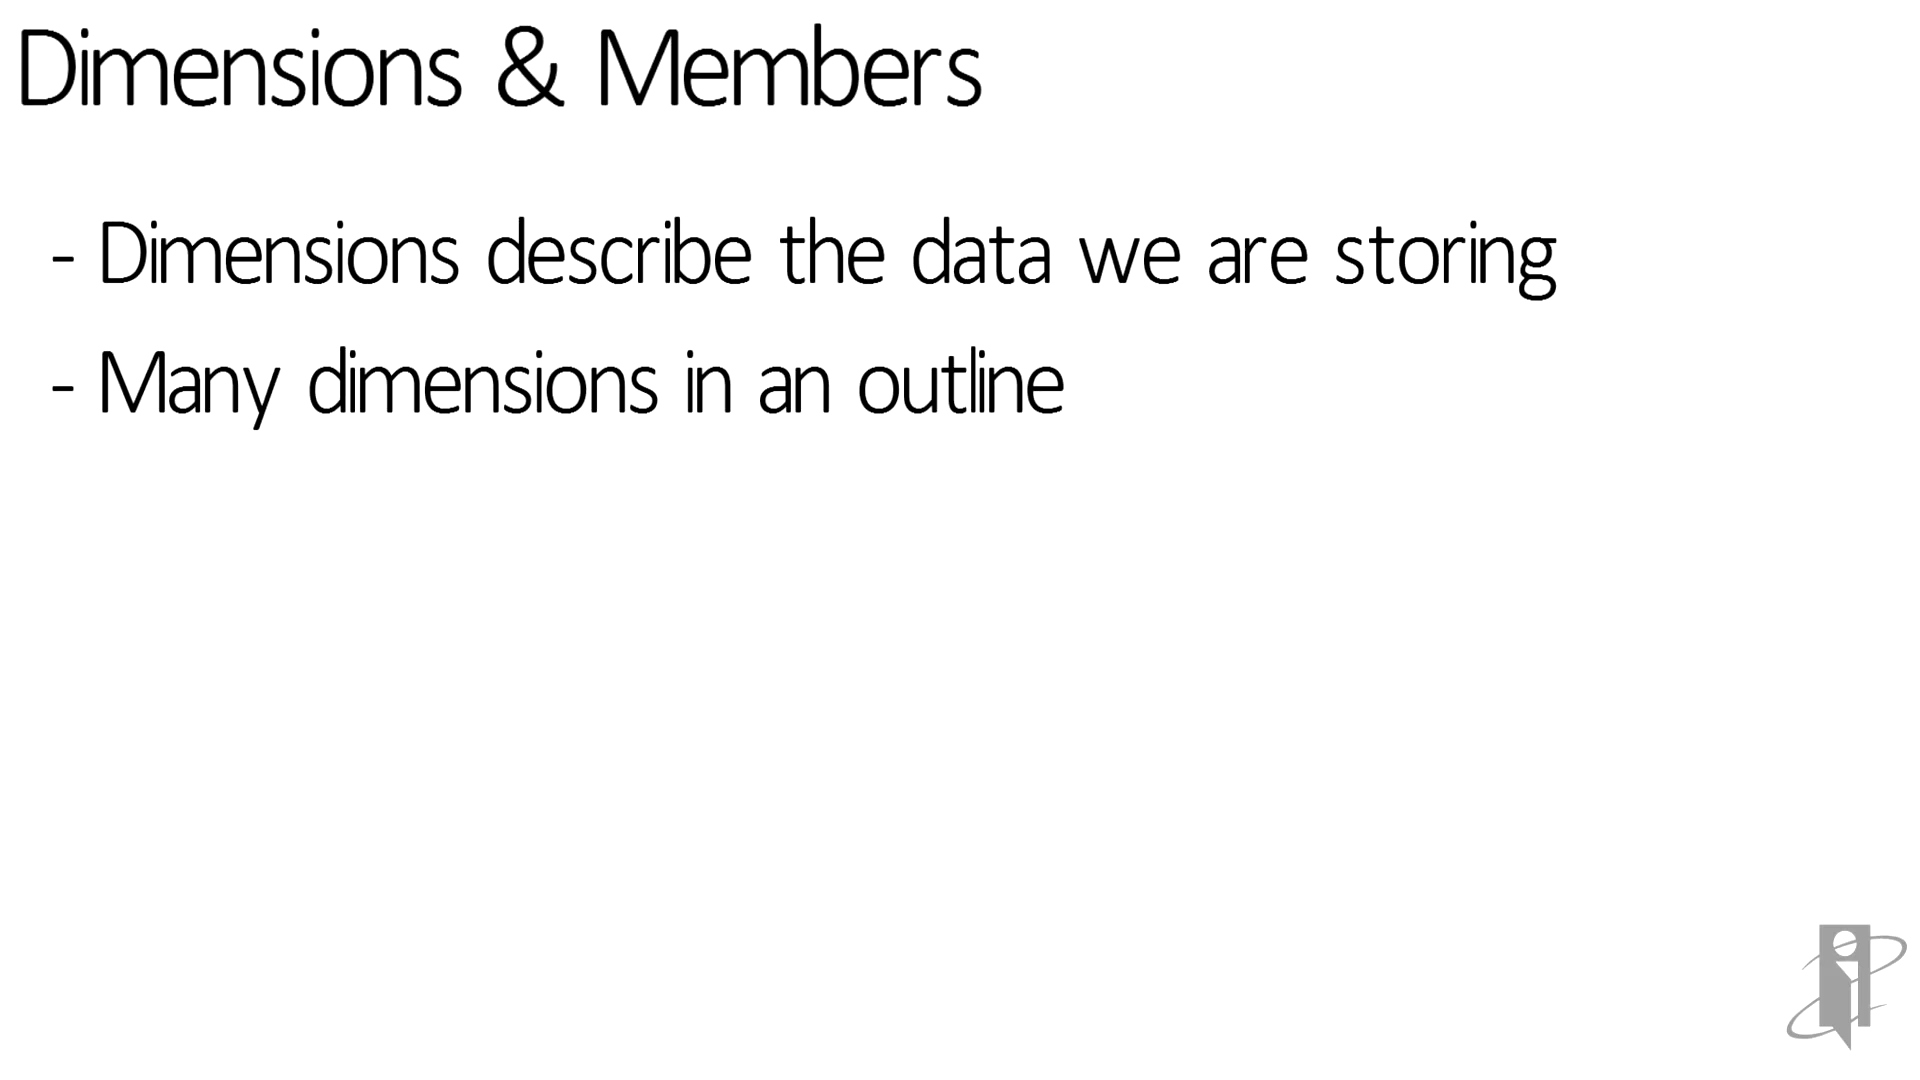 Dimensions & Members
- Dimensions describe the data we are storing
- Many dimensions in an outline